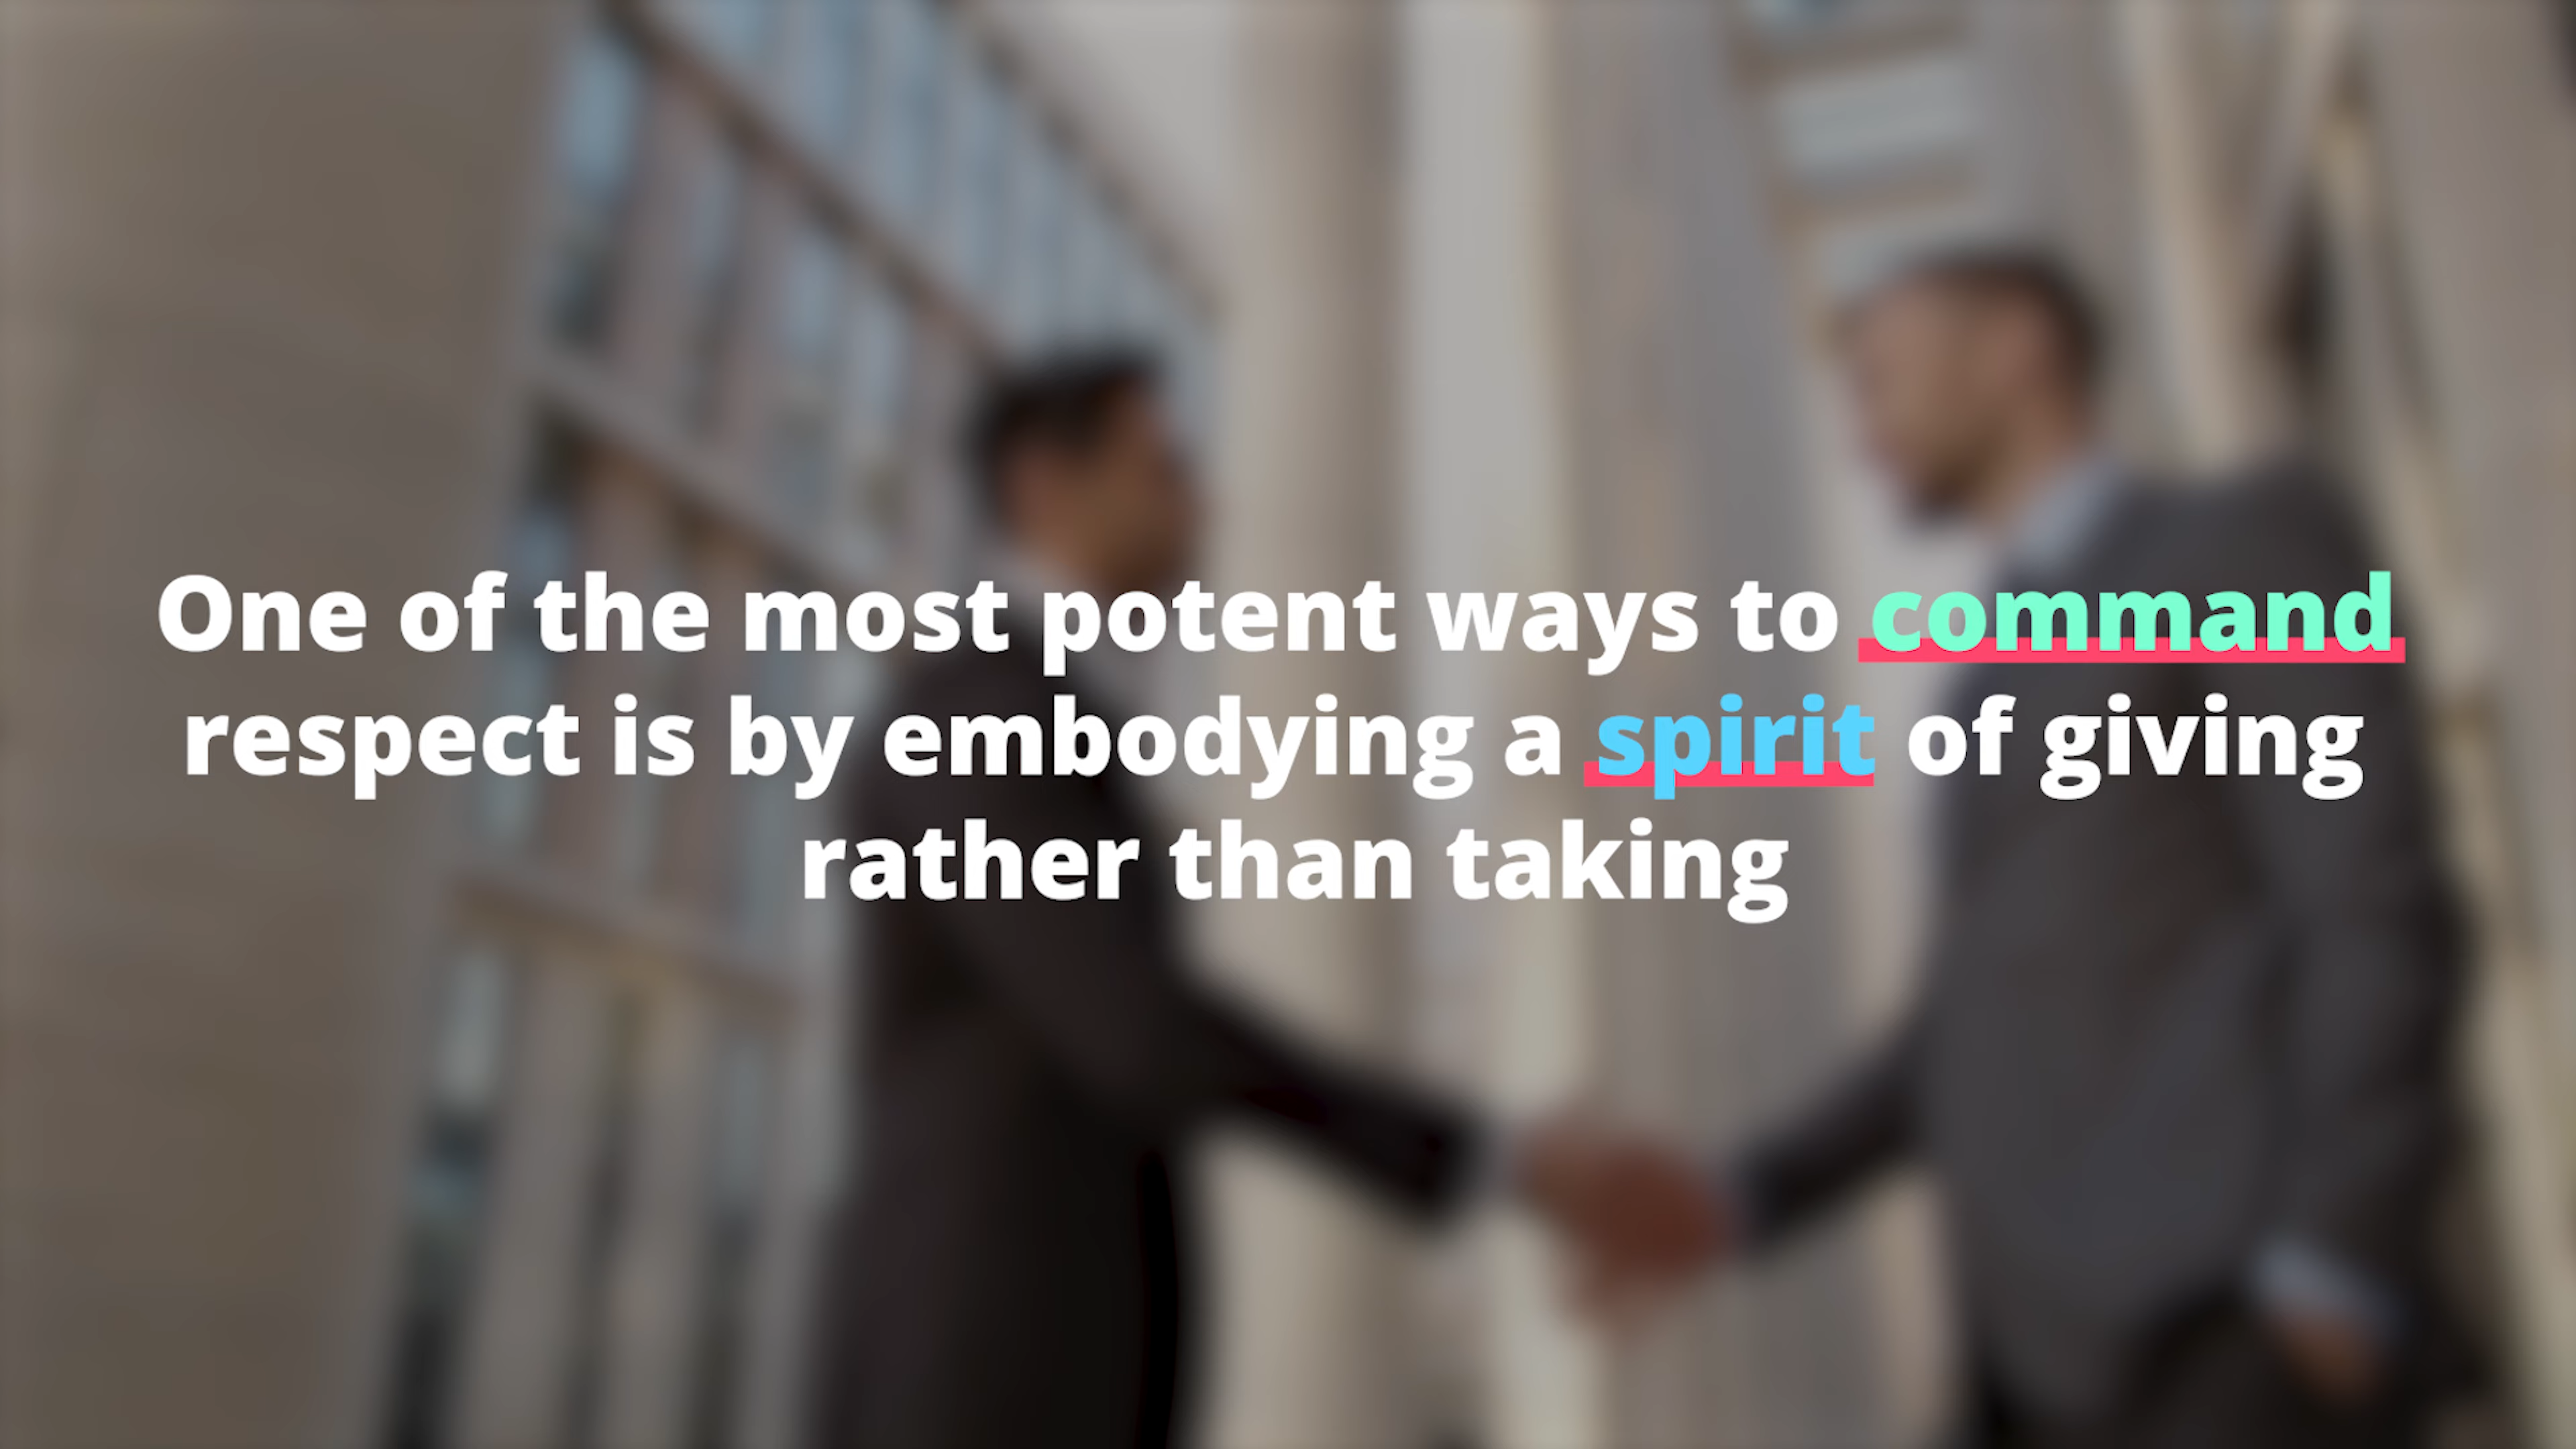 One of the most potent ways to command
respect is by embodying a spirit of giving
rather than taking